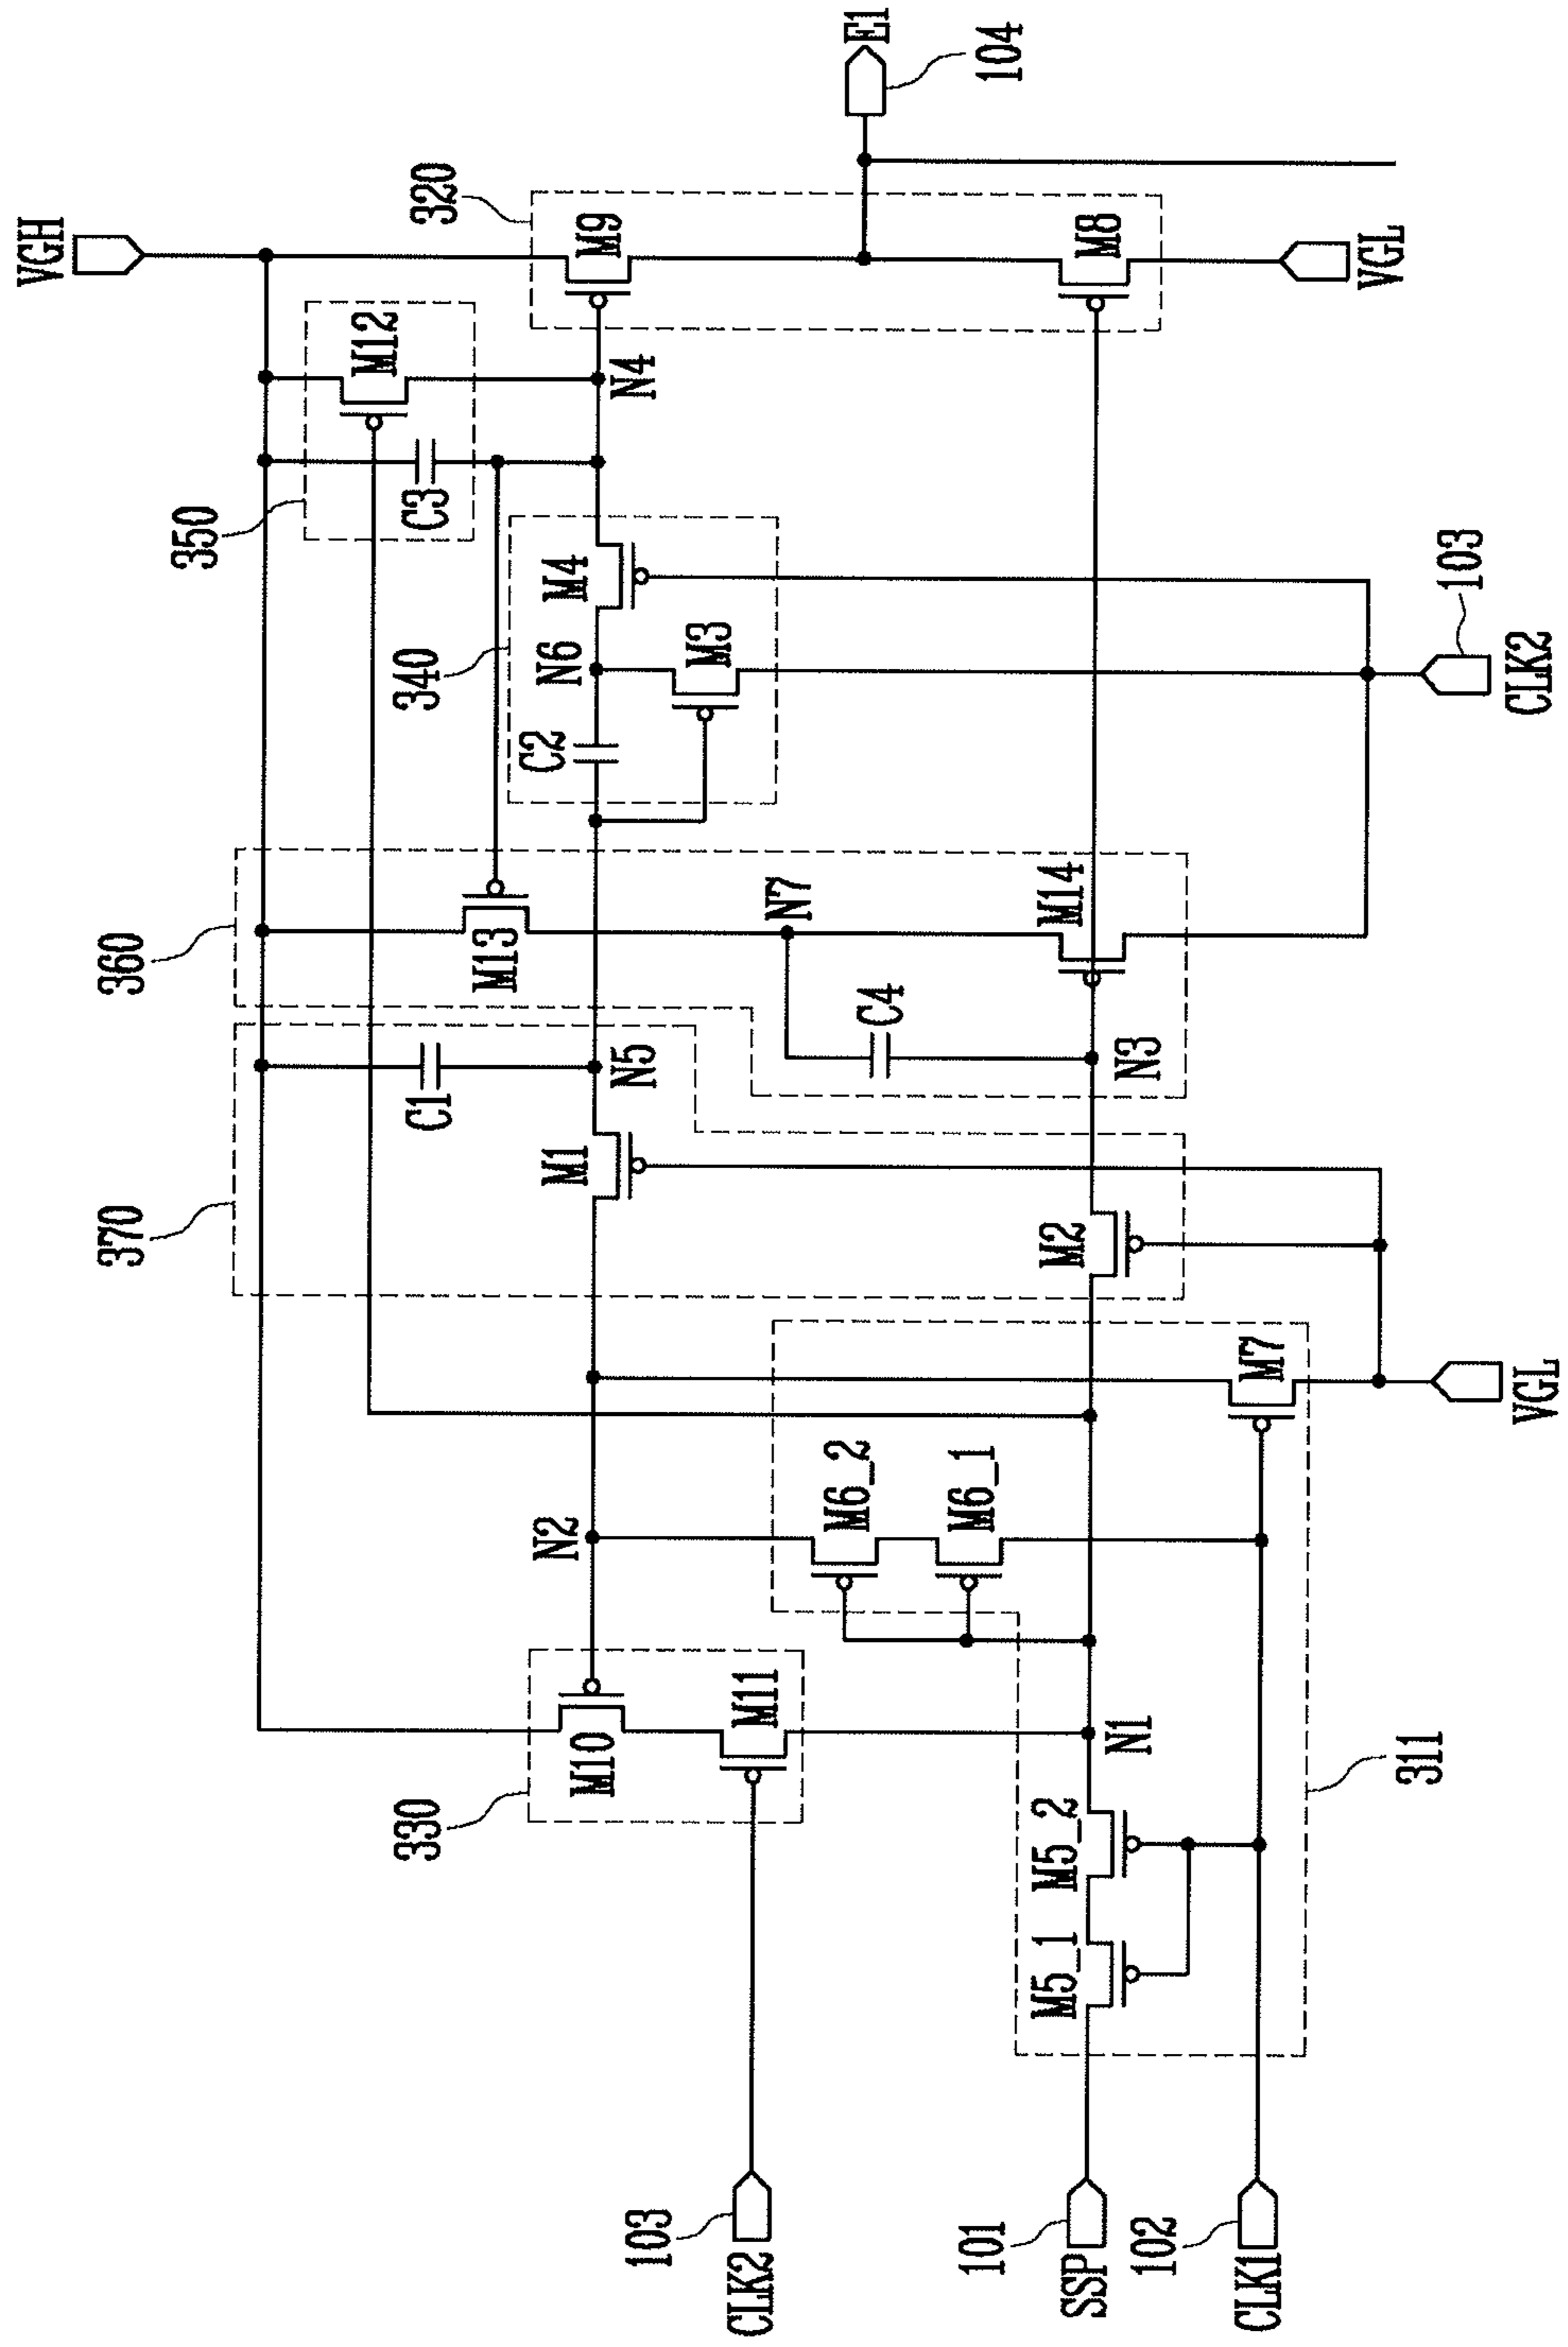 VGH
VGL
E1
104
320
M9
M8
M12
N4
350
C3
M4
N6
340
M3
C2
103
CLK2
360
M13
N7
M14
C4
N3
370
C1
N5
M1
M2
M7
VGL
N2
M6_2
M6_1
330
M10
M11
N1
311
M5_2
M5_1
103
CLK2
101
SSP
102
CLK1